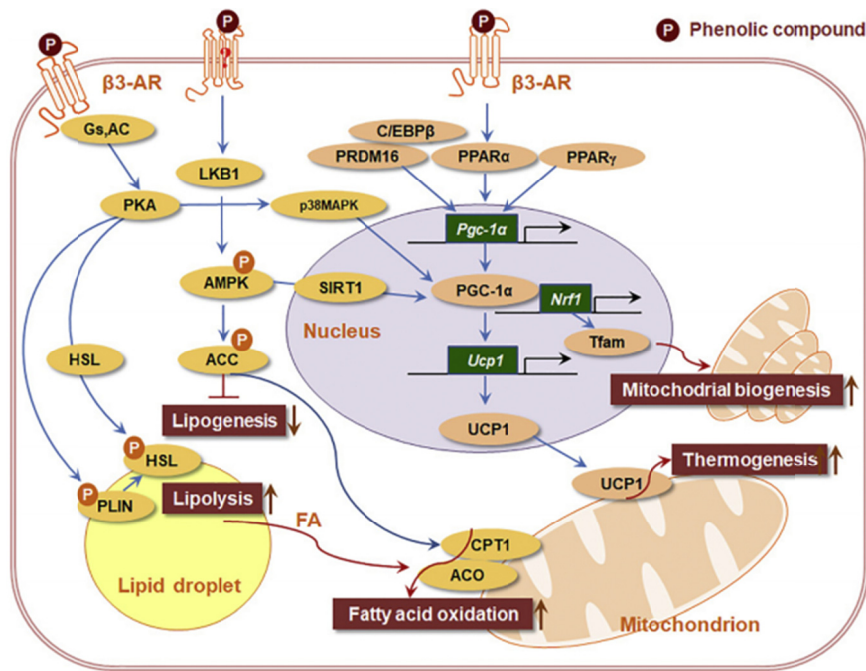 P Phenolic compound
P
P
P
β3-AR
?
β3-AR
Gs,AC
C/EBPβ
LKB1
PRDM16
PPARα
PPARγ
PKA
p38MAPK
Pgc-1α
P
AMPK
SIRT1
PGC-1α
Nrf1
Nucleus
Tfam
P
ACC
HSL
Ucp1
Mitochodrial biogenesis
Lipogenesis
UCP1
P
HSL
Thermogenesis
UCP1
P
PLIN
Lipolysis
FA
CPT1
ACO
Lipid droplet
Fatty acid oxidation
Mitochondrion